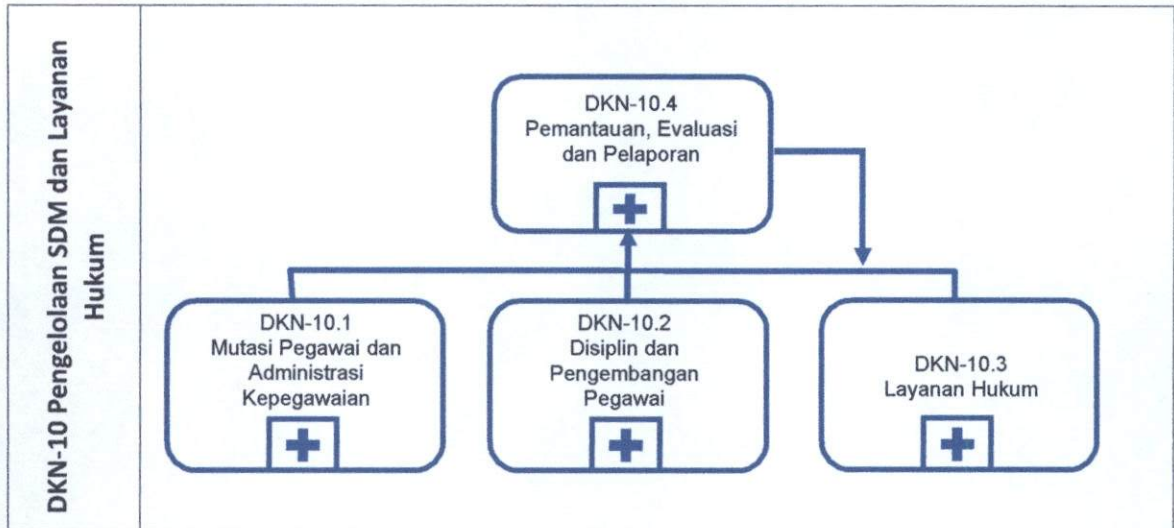 DKN-10 Pengelolaan SDM dan Layanan
Hukum
DKN-10.4
Pemantauan, Evaluasi
dan Pelaporan
DKN-10.1
Mutasi Pegawai dan
Administrasi
Kepegawaian
DKN-10.2
Disiplin dan
Pengembangan
Pegawai
DKN-10.3
Layanan Hukum